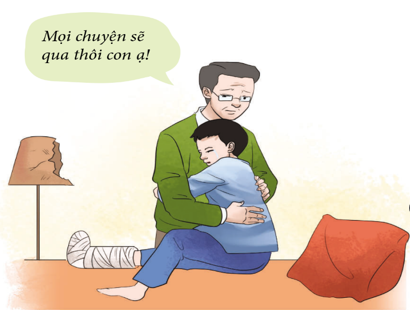 Mọi chuyện sẽ
qua thôi con ạ!